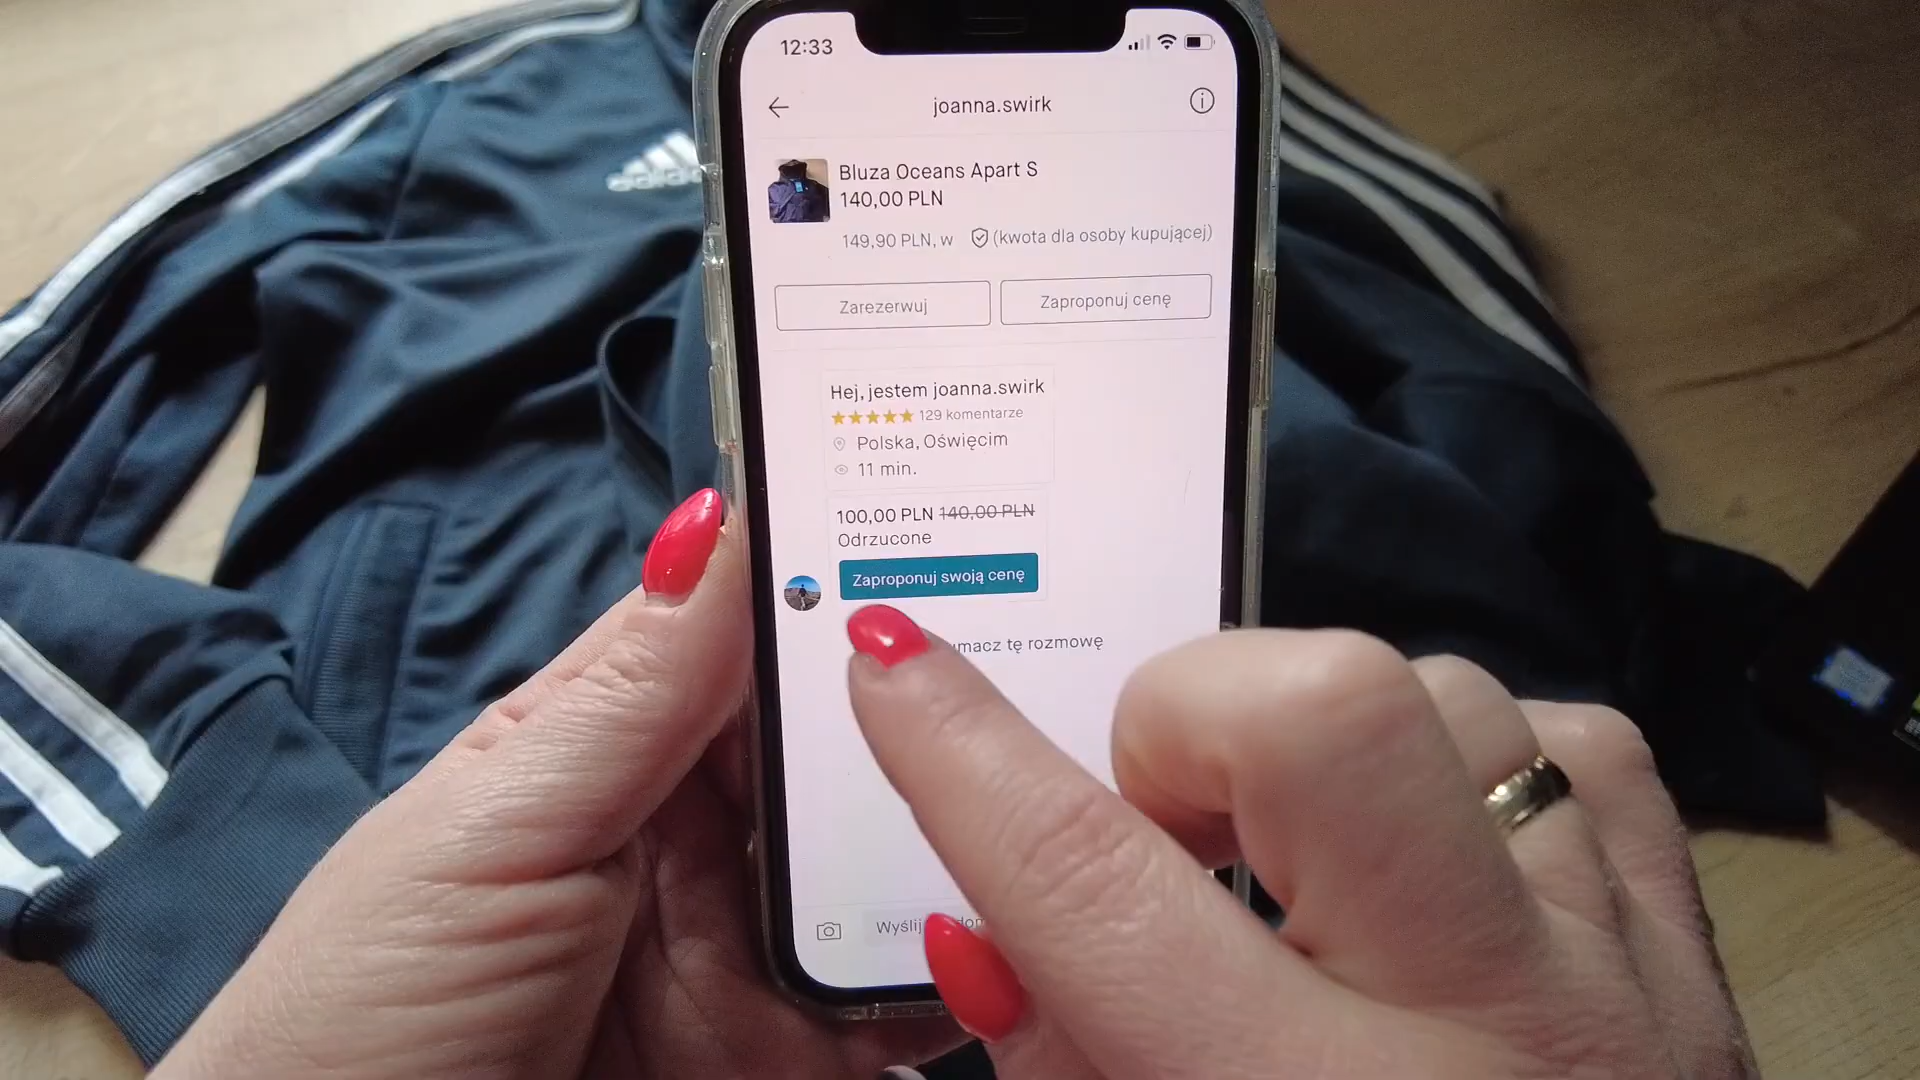 adidas
12:33
joanna.swirk
Bluza Oceans Apart S
140,00 PLN
149,90 PLN, w (kwota dla osoby kupującej)
Zarezerwuj
Zaproponuj cenę
Hej, jestem joanna.swirk
129 komentarze
Polska, Oświęcim
11 min.
100,00 PLN 140,00 PLN
Odrzucone
Zaproponuj swoją cenę
tę rozmowę